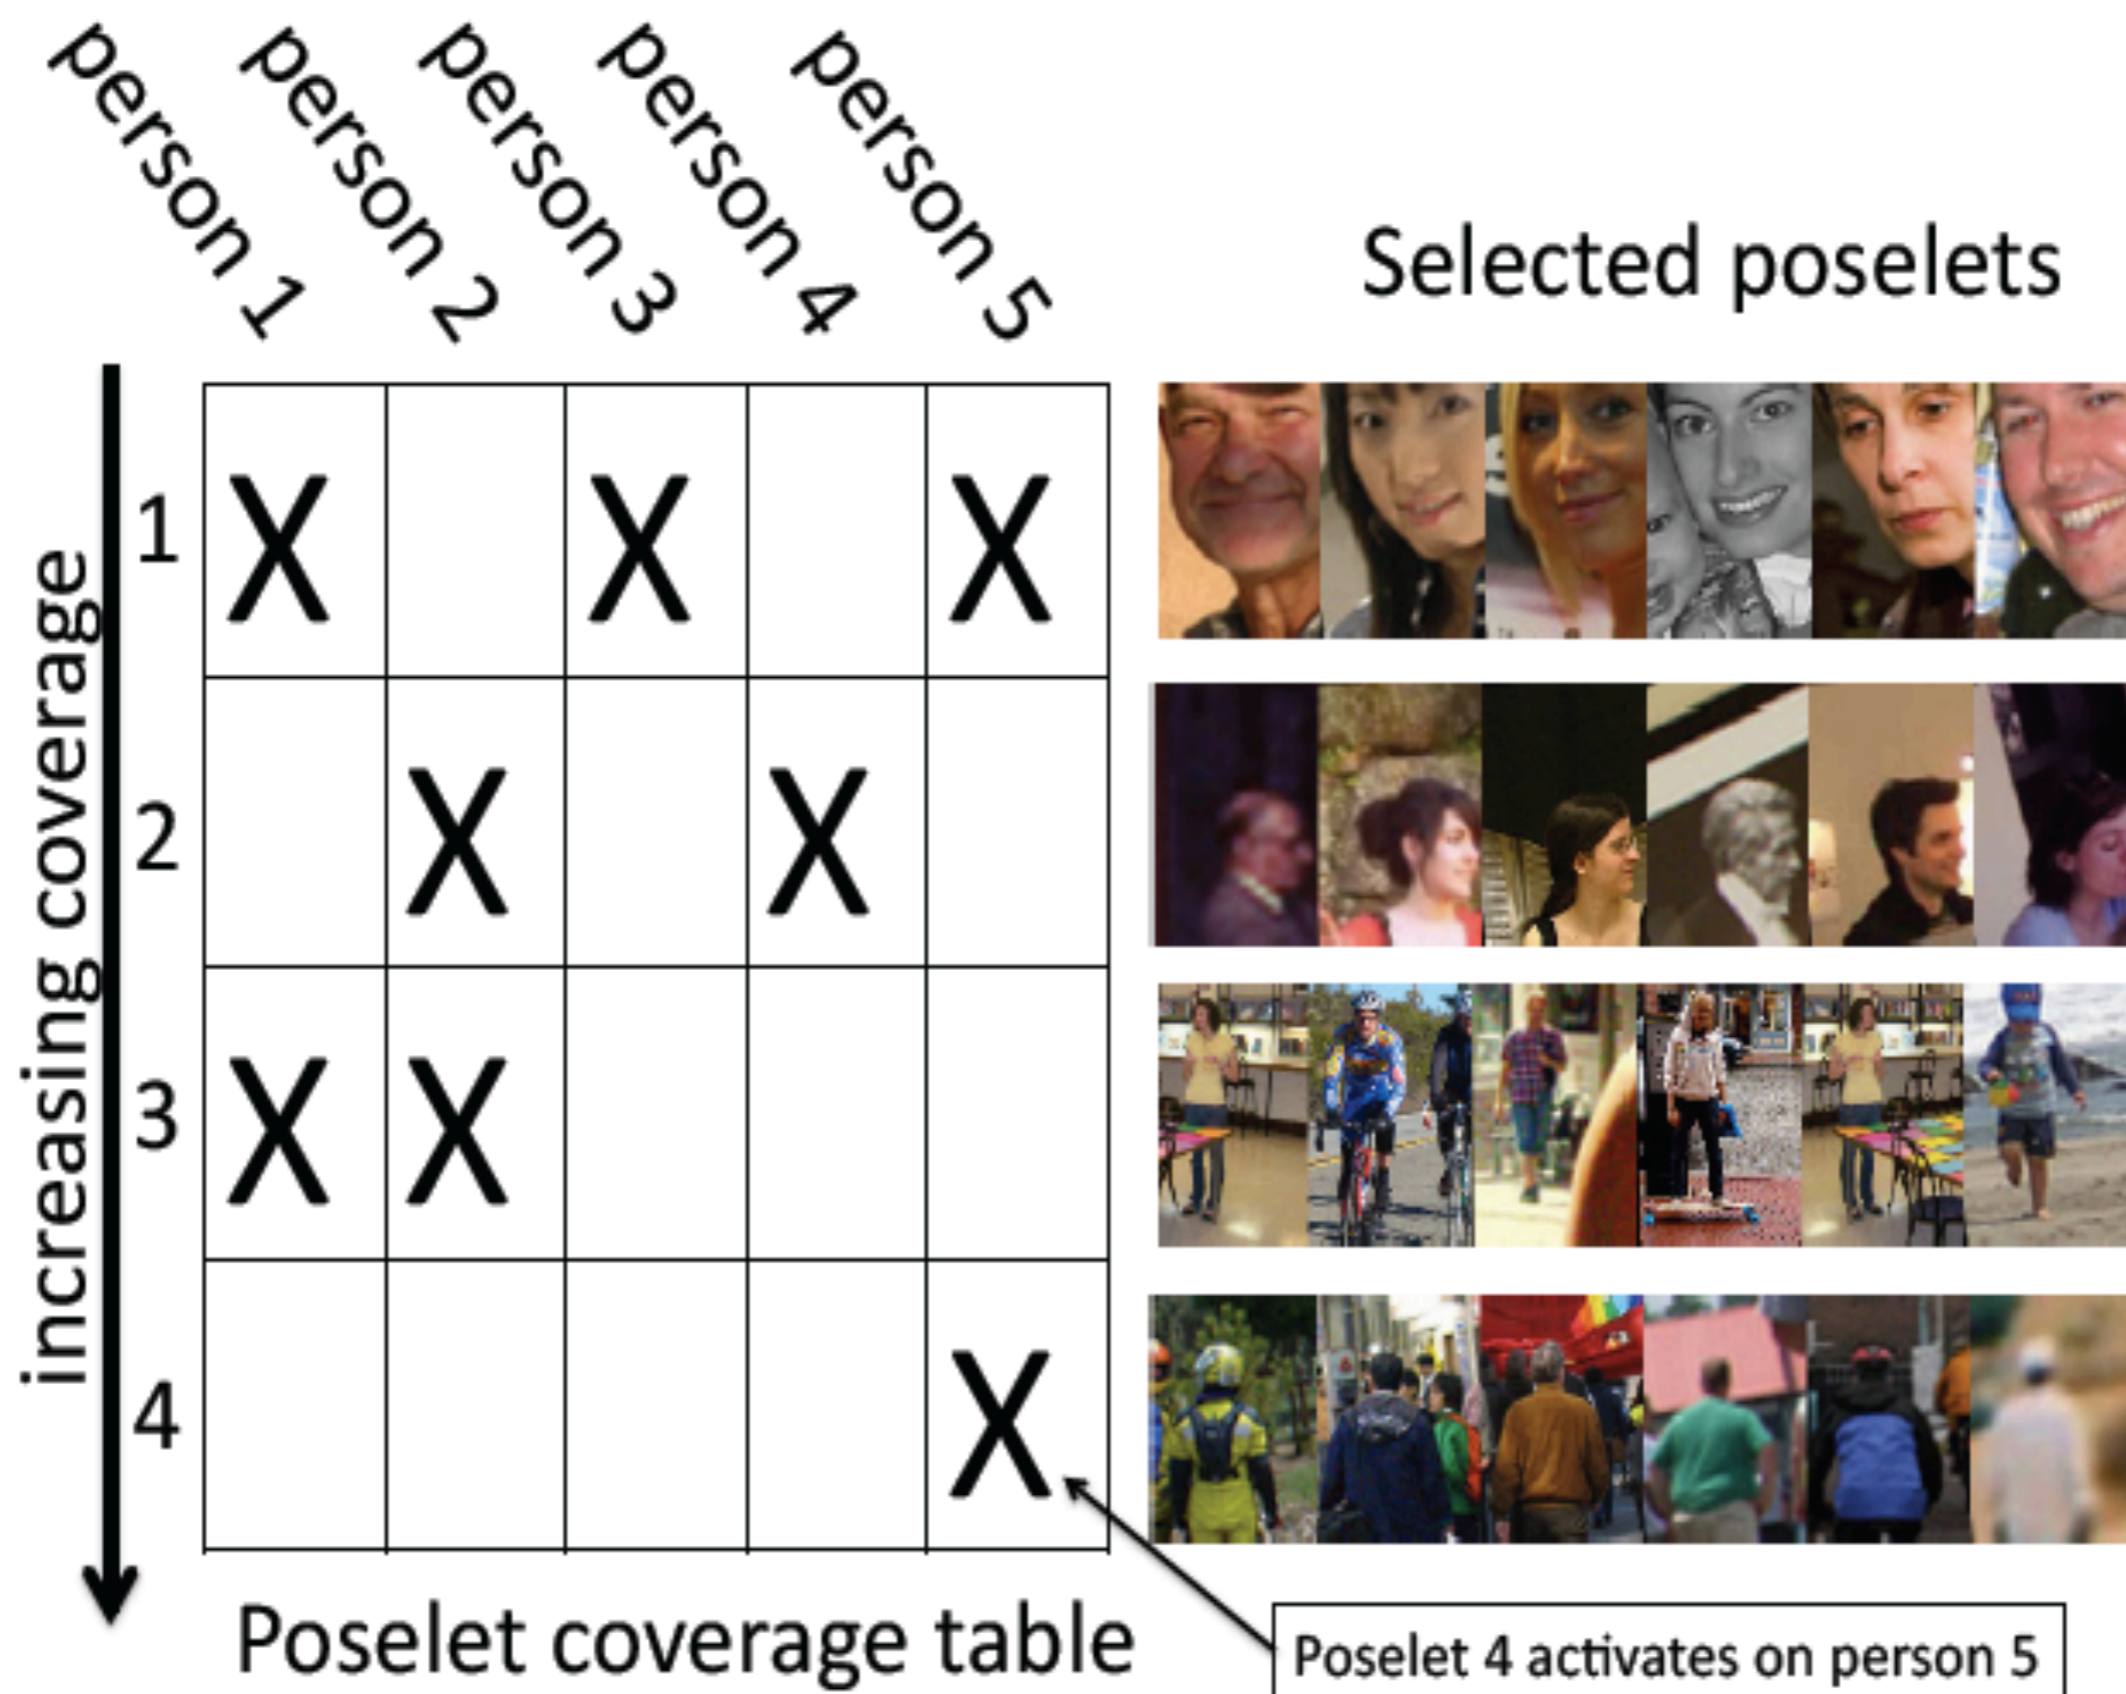 person 1
person 2
person 3
person 4
person 5
Selected poselets
increasing coverage
1
X
X
X
2
X
X
3
X
X
4
X
Poselet coverage table
Poselet 4 activates on person 5